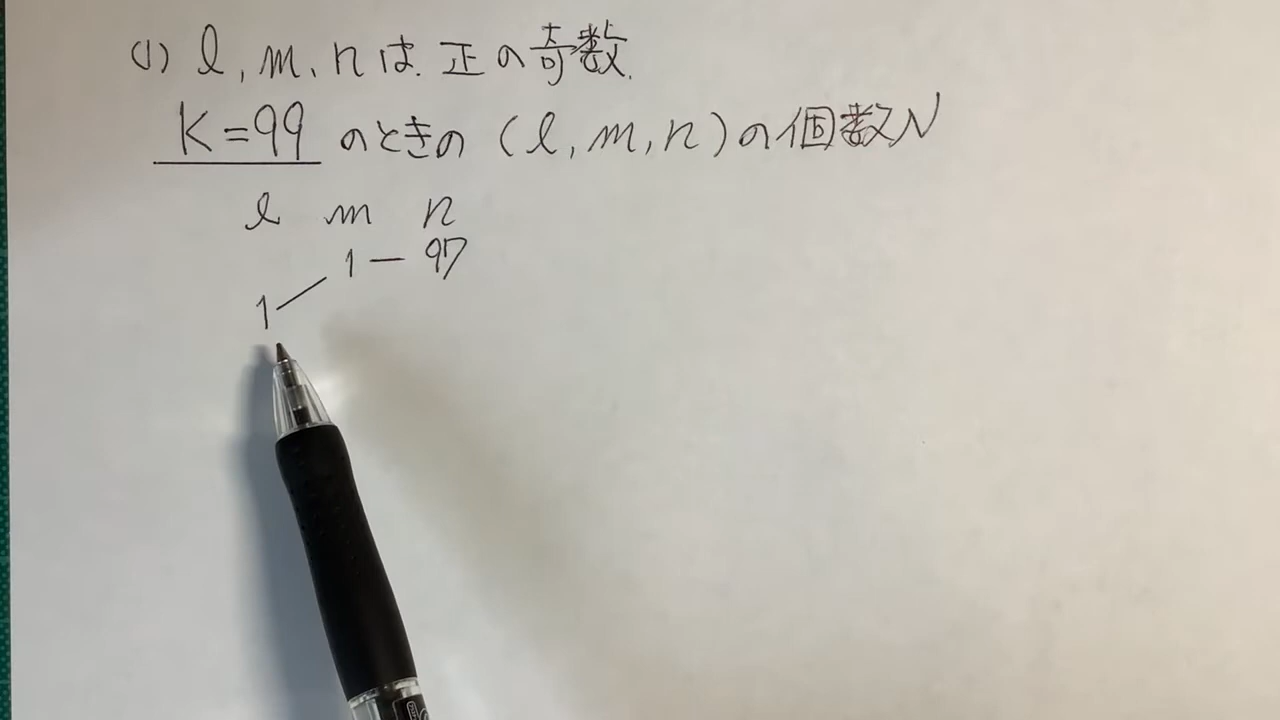 (1) l, m, n は. 正の奇数.
K=99 のときの (l, m, n) の個数N
l m n
1 — 97
1